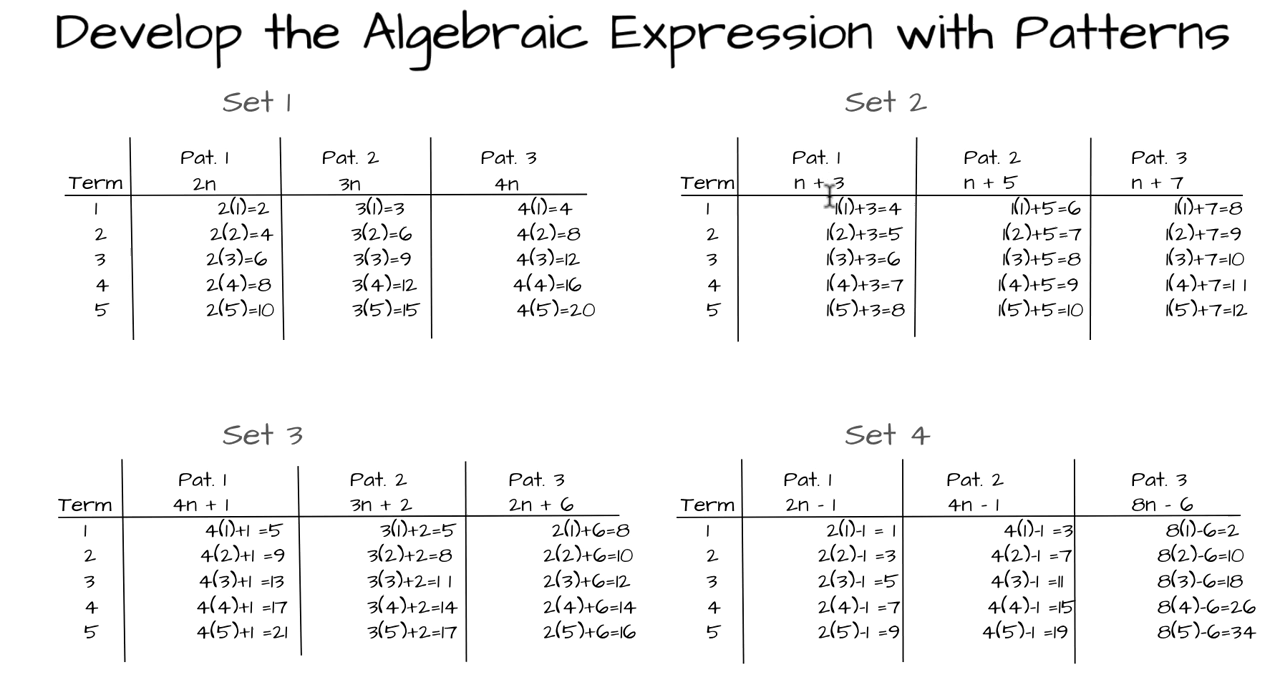 Develop the Algebraic Expression with Patterns
Set 1
Pat. 1 Pat. 2 Pat. 3
Term 2n 3n 4n
1 2(1)=2 3(1)=3 4(1)=4
2 2(2)=4 3(2)=6 4(2)=8
3 2(3)=6 3(3)=9 4(3)=12
4 2(4)=8 3(4)=12 4(4)=16
5 2(5)=10 3(5)=15 4(5)=20
Set 2
Pat. 1 Pat. 2 Pat. 3
Term n + 3 n + 5 n + 7
1 1(1)+3=4 1(1)+5=6 1(1)+7=8
2 1(2)+3=5 1(2)+5=7 1(2)+7=9
3 1(3)+3=6 1(3)+5=8 1(3)+7=10
4 1(4)+3=7 1(4)+5=9 1(4)+7=11
5 1(5)+3=8 1(5)+5=10 1(5)+7=12
Set 3
Pat. 1 Pat. 2 Pat. 3
Term 4n + 1 3n + 2 2n + 6
1 4(1)+1 =5 3(1)+2=5 2(1)+6=8
2 4(2)+1 =9 3(2)+2=8 2(2)+6=10
3 4(3)+1 =13 3(3)+2=11 2(3)+6=12
4 4(4)+1 =17 3(4)+2=14 2(4)+6=14
5 4(5)+1 =21 3(5)+2=17 2(5)+6=16
Set 4
Pat. 1 Pat. 2 Pat. 3
Term 2n - 1 4n - 1 8n - 6
1 2(1)-1 = 1 4(1)-1 =3 8(1)-6=2
2 2(2)-1 =3 4(2)-1 =7 8(2)-6=10
3 2(3)-1 =5 4(3)-1 =11 8(3)-6=18
4 2(4)-1 =7 4(4)-1 =15 8(4)-6=26
5 2(5)-1 =9 4(5)-1 =19 8(5)-6=34